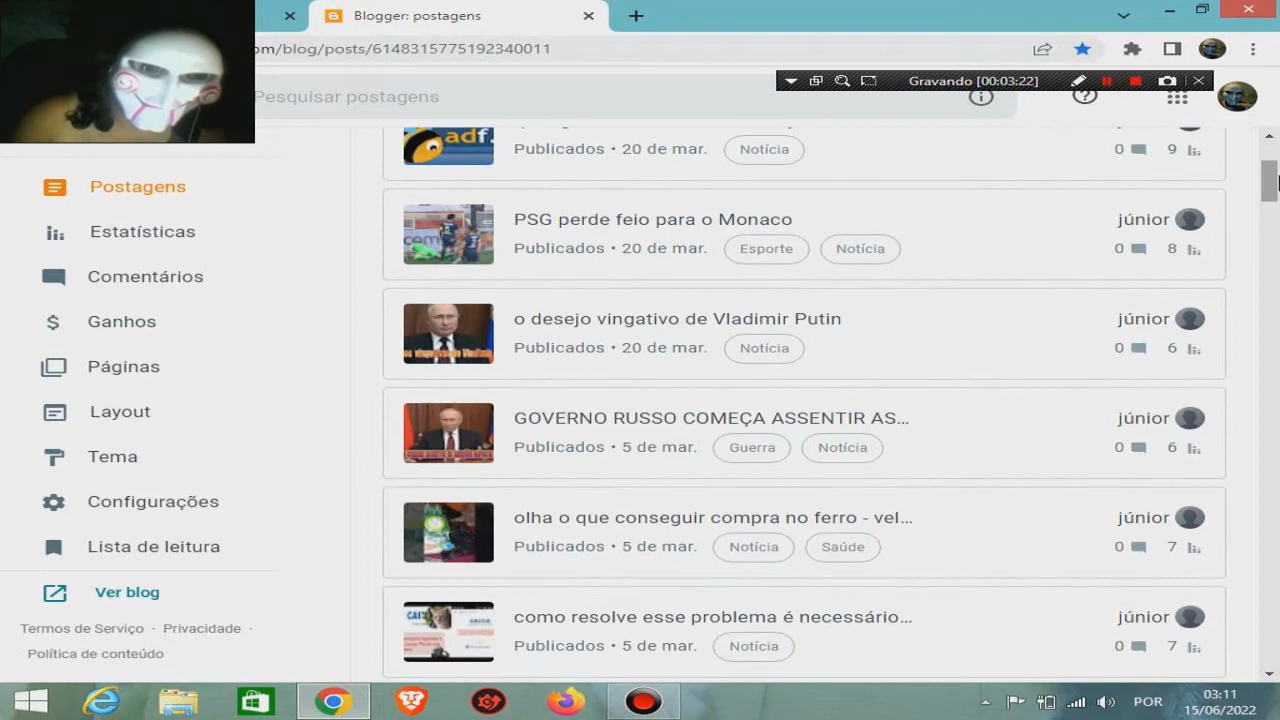 Blogger: postagens
om/blog/posts/6148315775192340011
Gravando [00:03:22]
Pesquisar postagens
Postagens
Estatísticas
Comentários
Ganhos
Páginas
Layout
Tema
Configurações
Lista de leitura
Ver blog
Termos de Serviço · Privacidade ·
Política de conteúdo
adf.
Publicados • 20 de mar. Notícia 0 9
PSG perde feio para o Monaco júnior
Publicados • 20 de mar. Esporte Notícia 0 8
o desejo vingativo de Vladimir Putin júnior
Publicados • 20 de mar. Notícia 0 6
GOVERNO RUSSO COMEÇA ASSENTIR AS... júnior
Publicados • 5 de mar. Guerra Notícia 0 6
olha o que conseguir compra no ferro - vel... júnior
Publicados • 5 de mar. Notícia Saúde 0 7
como resolve esse problema é necessário... júnior
CAIXA
Publicados • 5 de mar. Notícia 0 7
POR
03:11
15/06/2022